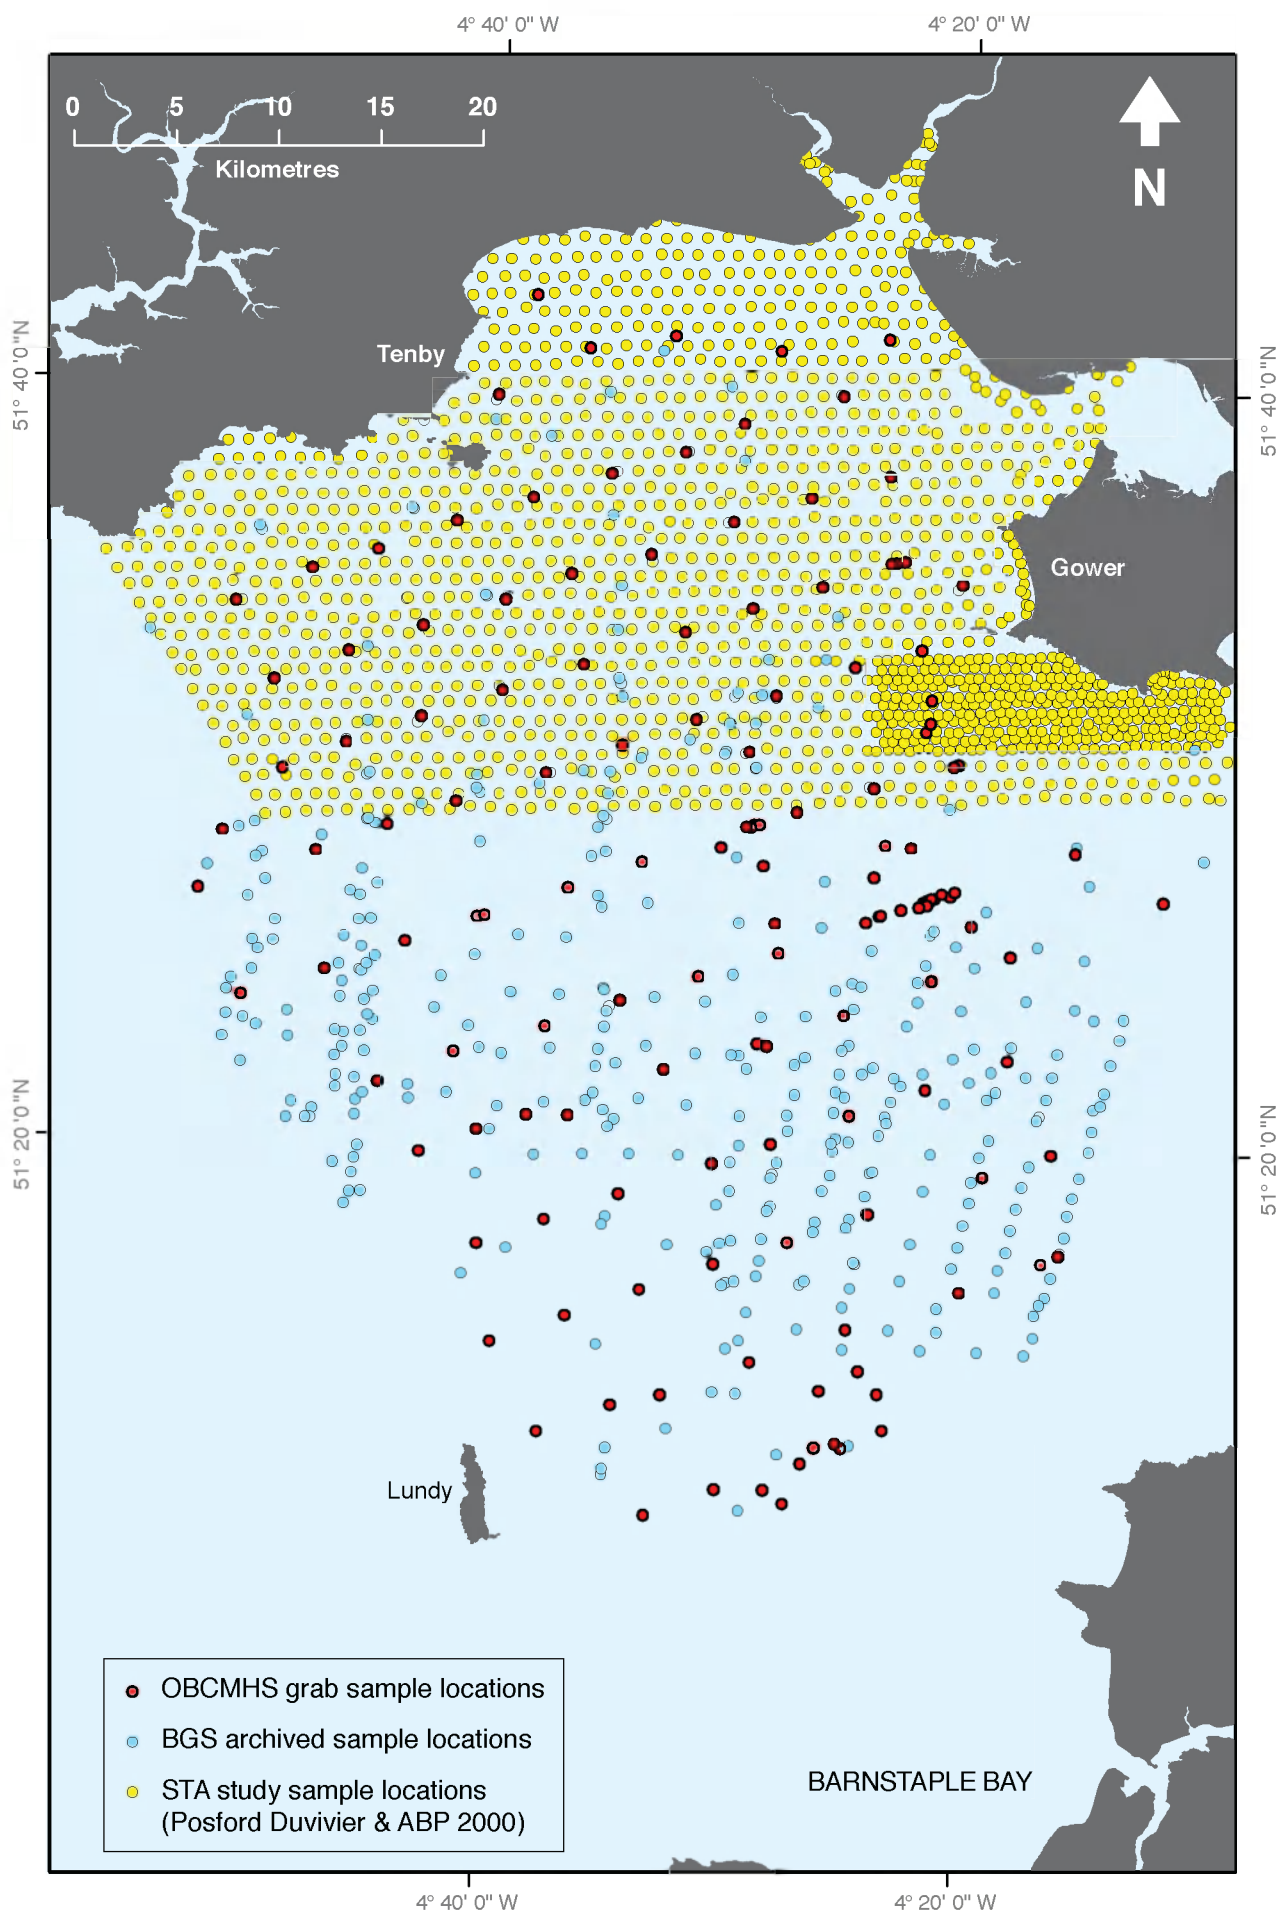 4° 40' 0" W
4° 20' 0" W
0 5 10 15 20
Kilometres
N
Tenby
51° 40'0"N
51° 40'0"N
Gower
51° 20'0"N
51° 20'0"N
Lundy
OBCMHS grab sample locations
BGS archived sample locations
STA study sample locations
(Posford Duvivier & ABP 2000)
BARNSTAPLE BAY
4° 40' 0" W
4° 20' 0" W